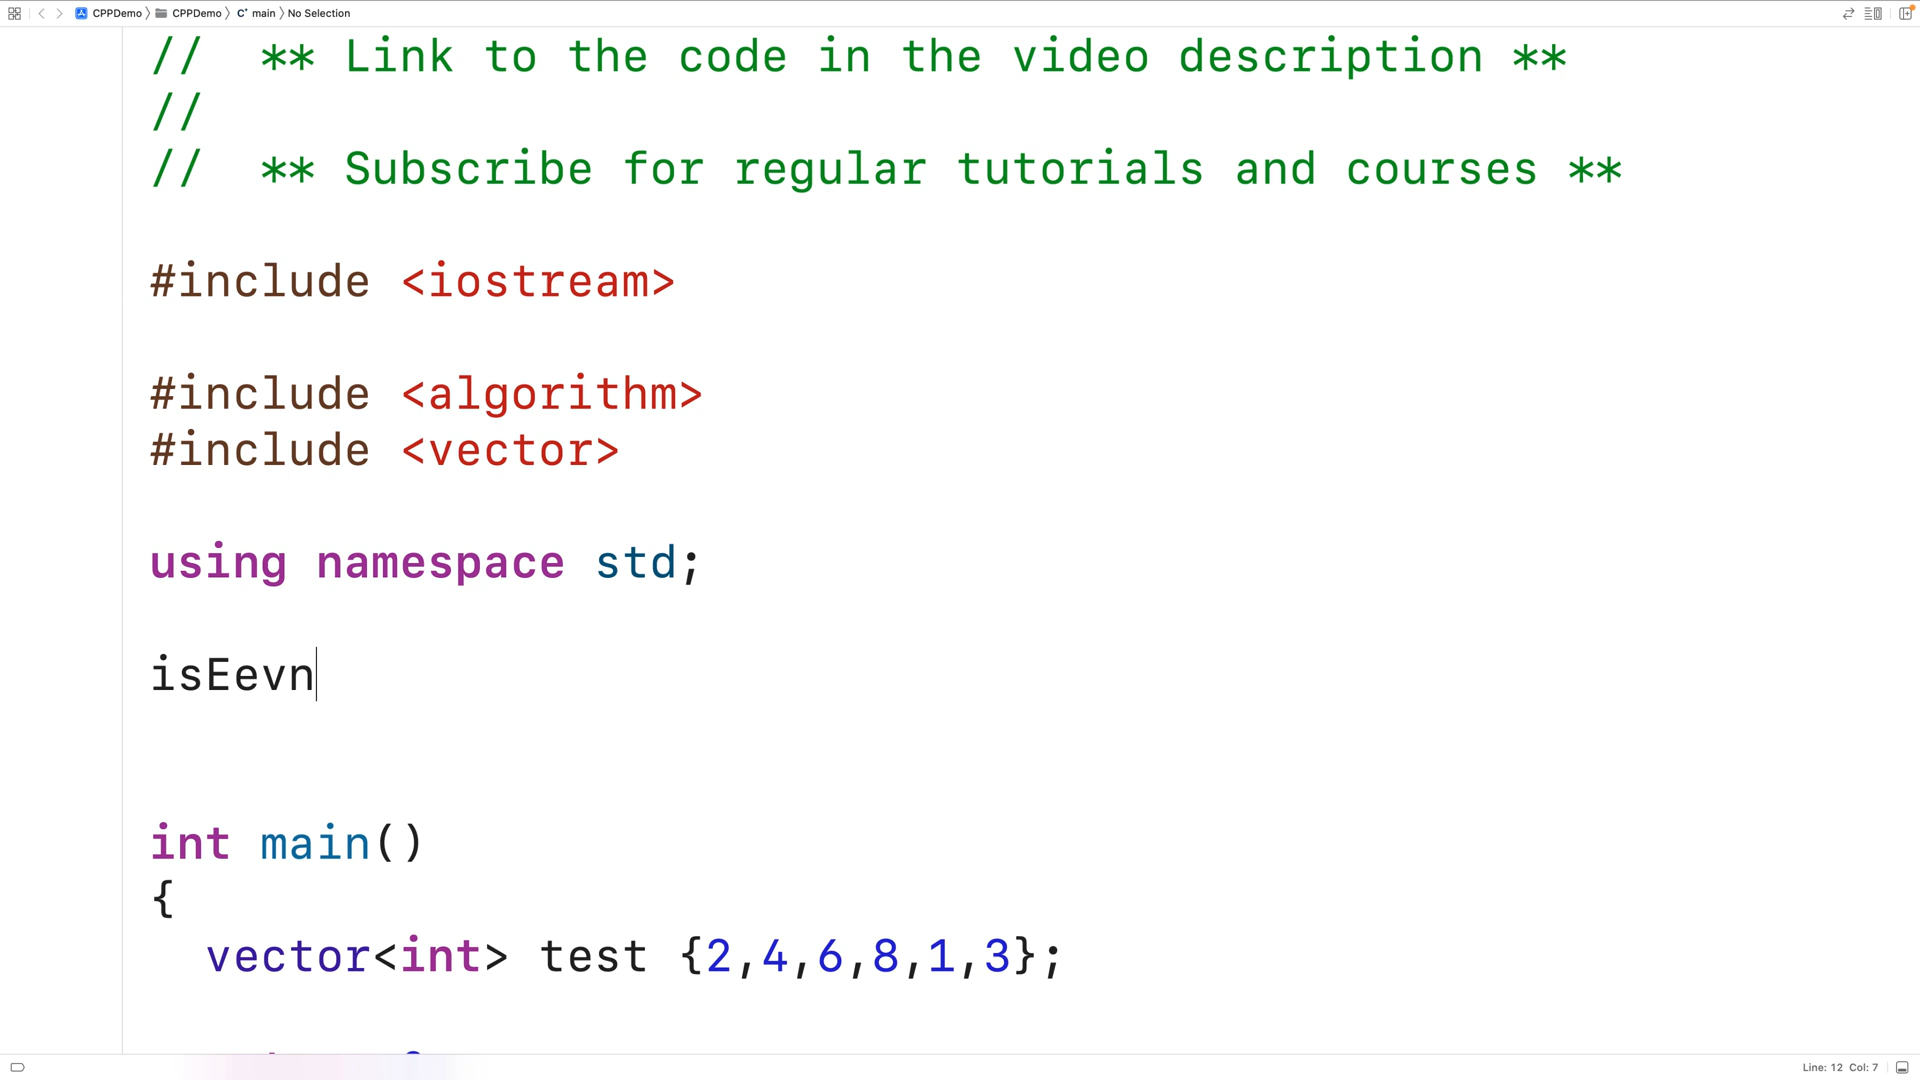 CPPDemo CPPDemo main No Selection
// ** Link to the code in the video description **
//
// ** Subscribe for regular tutorials and courses **
#include <iostream>
#include <algorithm>
#include <vector>
using namespace std;
isEevn
int main()
{
vector<int> test {2,4,6,8,1,3};
Line: 12 Col: 7